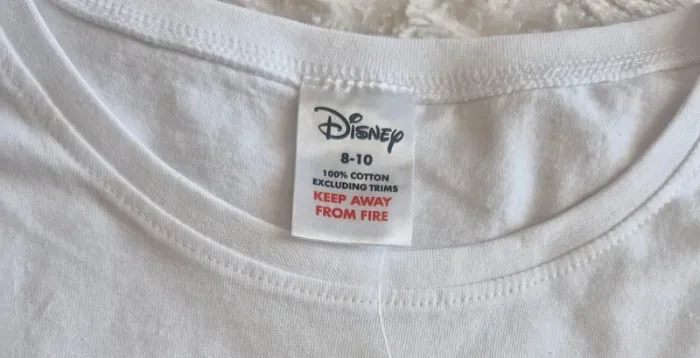 Disney
8-10
100% COTTON
EXCLUDING TRIMS
KEEP AWAY
FROM FIRE